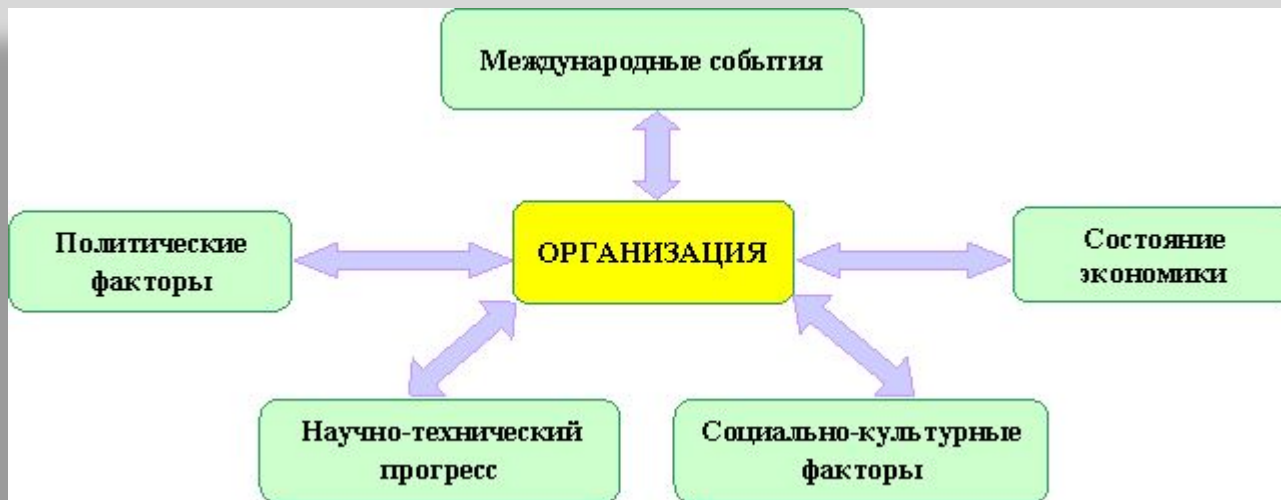 Международные события
Политические
факторы
ОРГАНИЗАЦИЯ
Состояние
экономики
Научно-технический
прогресс
Социально-культурные
факторы